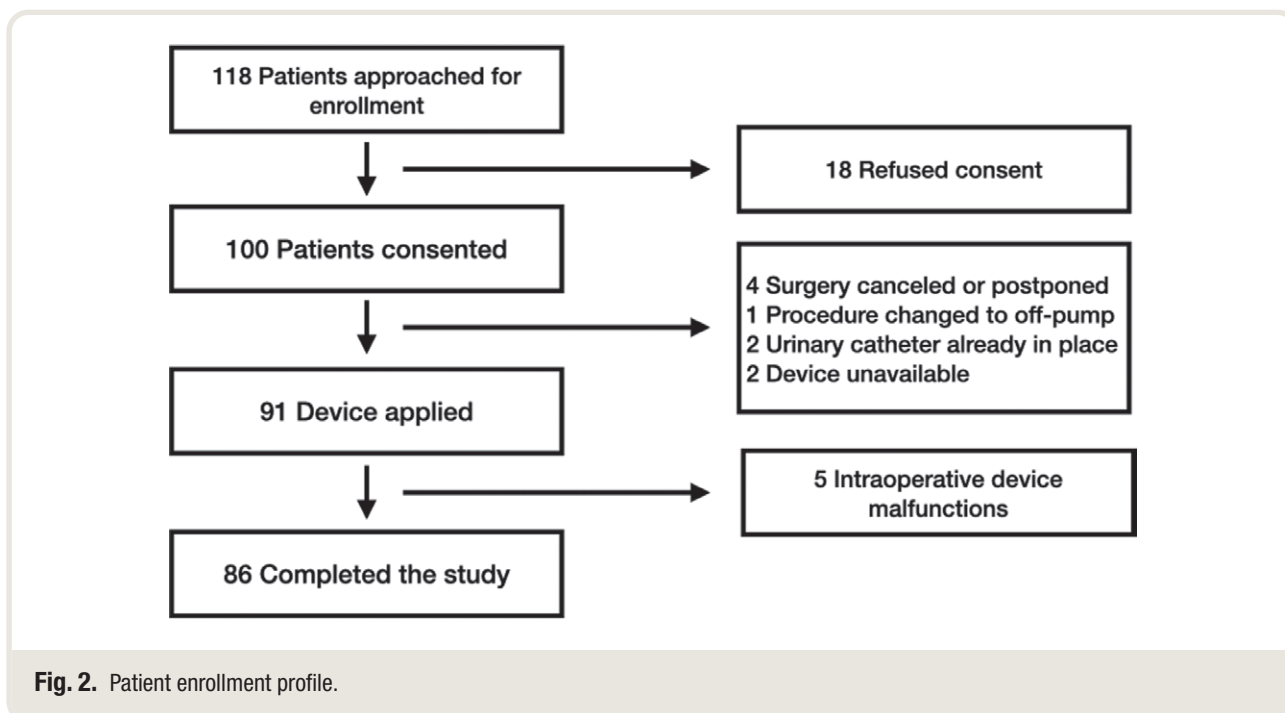 118 Patients approached for
enrollment
18 Refused consent
100 Patients consented
4 Surgery canceled or postponed
1 Procedure changed to off-pump
2 Urinary catheter already in place
2 Device unavailable
91 Device applied
5 Intraoperative device
malfunctions
86 Completed the study
Fig. 2. Patient enrollment profile.